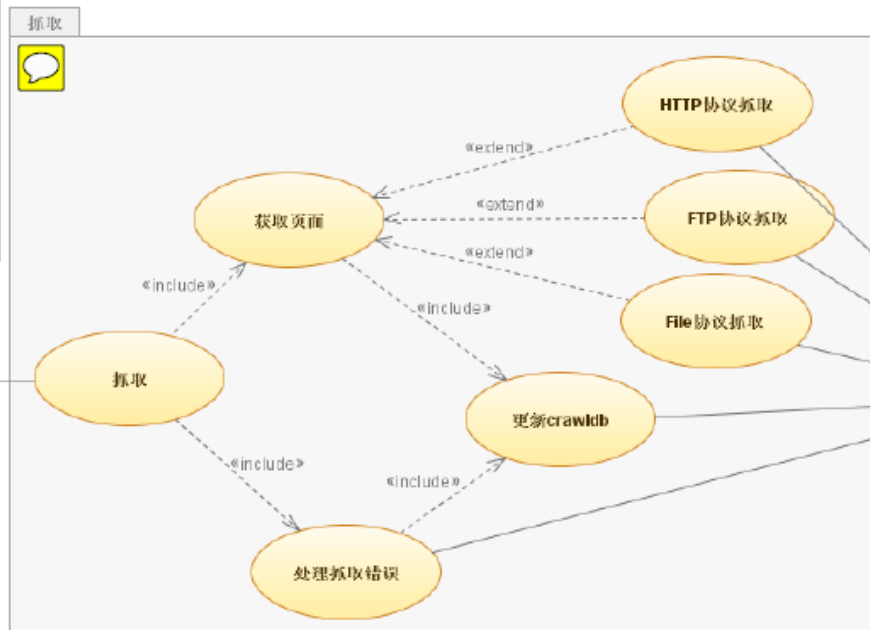 抓取
HTTP协议抓取
«extend»
获取页面
«extend»
FTP协议抓取
«extend»
«include»
«include»
File协议抓取
抓取
更新crawldb
«include»
«include»
处理抓取错误